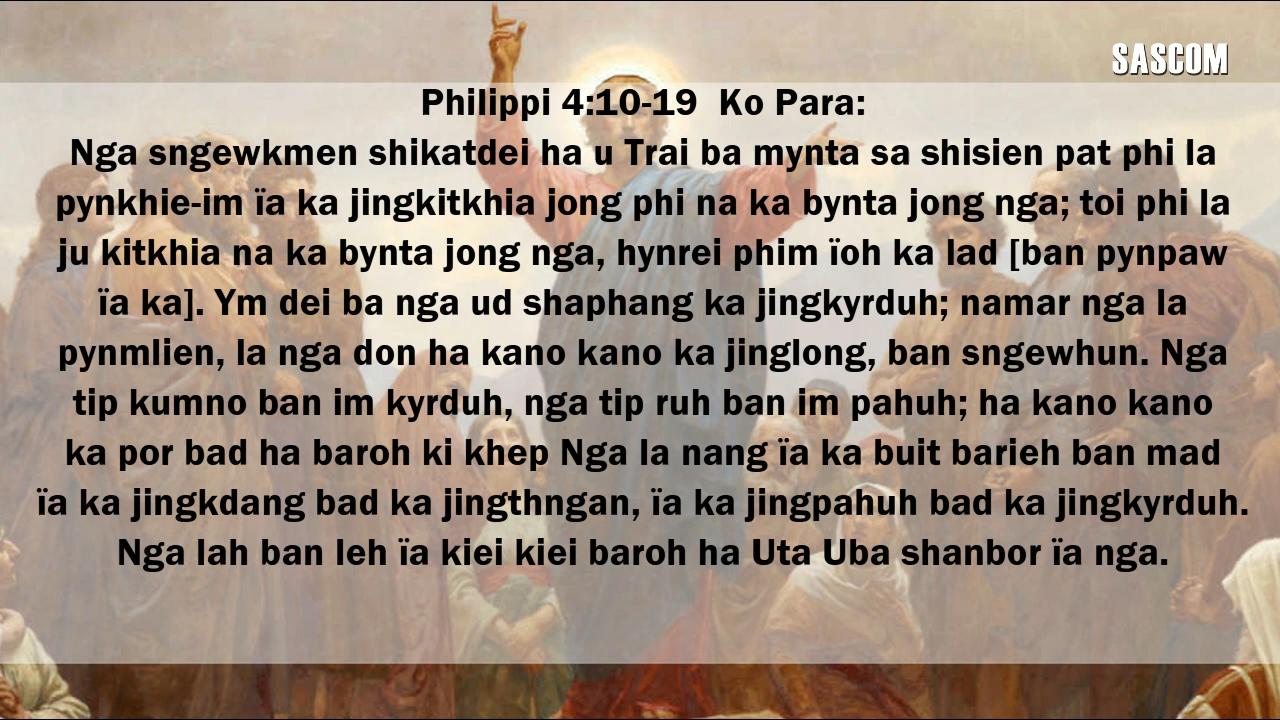 SASCOM
Philippi 4:10-19 Ko Para:
Nga sngewkmen shikatdei ha u Trai ba mynta sa shisien pat phi la
pynkhie-im ïa ka jingkitkhia jong phi na ka bynta jong nga; toi phi la
ju kitkhia na ka bynta jong nga, hynrei phim ïoh ka lad [ban pynpaw
ïa ka]. Ym dei ba nga ud shaphang ka jingkyrduh; namar nga la
pynmlien, la nga don ha kano kano ka jinglong, ban sngewhun. Nga
tip kumno ban im kyrduh, nga tip ruh ban im pahuh; ha kano kano
ka por bad ha baroh ki khep Nga la nang ïa ka buit barieh ban mad
ïa ka jingkdang bad ka jingthngan, ïa ka jingpahuh bad ka jingkyrduh.
Nga lah ban leh ïa kiei kiei baroh ha Uta Uba shanbor ïa nga.